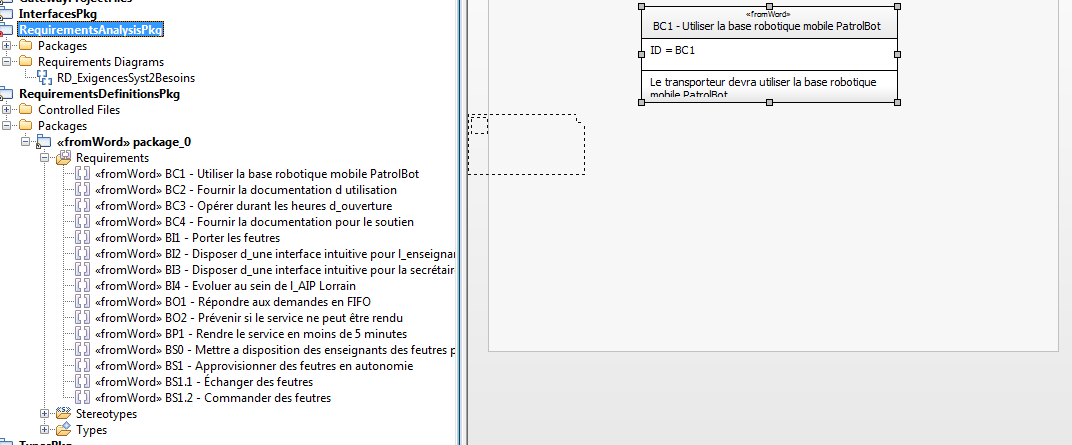 InterfacesPkg
RequirementsAnalysisPkg
Packages
Requirements Diagrams
RD_ExigencesSyst2Besoins
RequirementsDefinitionsPkg
Controlled Files
Packages
«fromWord» package_0
Requirements
«fromWord» BC1 - Utiliser la base robotique mobile PatrolBot
«fromWord» BC2 - Fournir la documentation d utilisation
«fromWord» BC3 - Opérer durant les heures d_ouverture
«fromWord» BC4 - Fournir la documentation pour le soutien
«fromWord» BI1 - Porter les feutres
«fromWord» BI2 - Disposer d_une interface intuitive pour l_enseignan
«fromWord» BI3 - Disposer d_une interface intuitive pour la secrétair
«fromWord» BI4 - Evoluer au sein de l_AIP Lorrain
«fromWord» BO1 - Répondre aux demandes en FIFO
«fromWord» BO2 - Prévenir si le service ne peut être rendu
«fromWord» BP1 - Rendre le service en moins de 5 minutes
«fromWord» BS0 - Mettre a disposition des enseignants des feutres p
«fromWord» BS1 - Approvisionner des feutres en autonomie
«fromWord» BS1.1 - Échanger des feutres
«fromWord» BS1.2 - Commander des feutres
Stereotypes
Types
«fromWord»
BC1 - Utiliser la base robotique mobile PatrolBot
ID = BC1
Le transporteur devra utiliser la base robotique
mobile PatrolBot